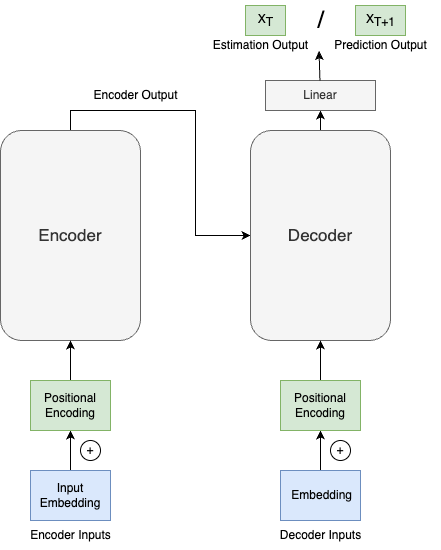 XT / XT+1
Estimation Output Prediction Output
Linear
Encoder Output
Encoder
Decoder
Positional
Encoding
Positional
Encoding
+
+
Input
Embedding
Embedding
Encoder Inputs
Decoder Inputs